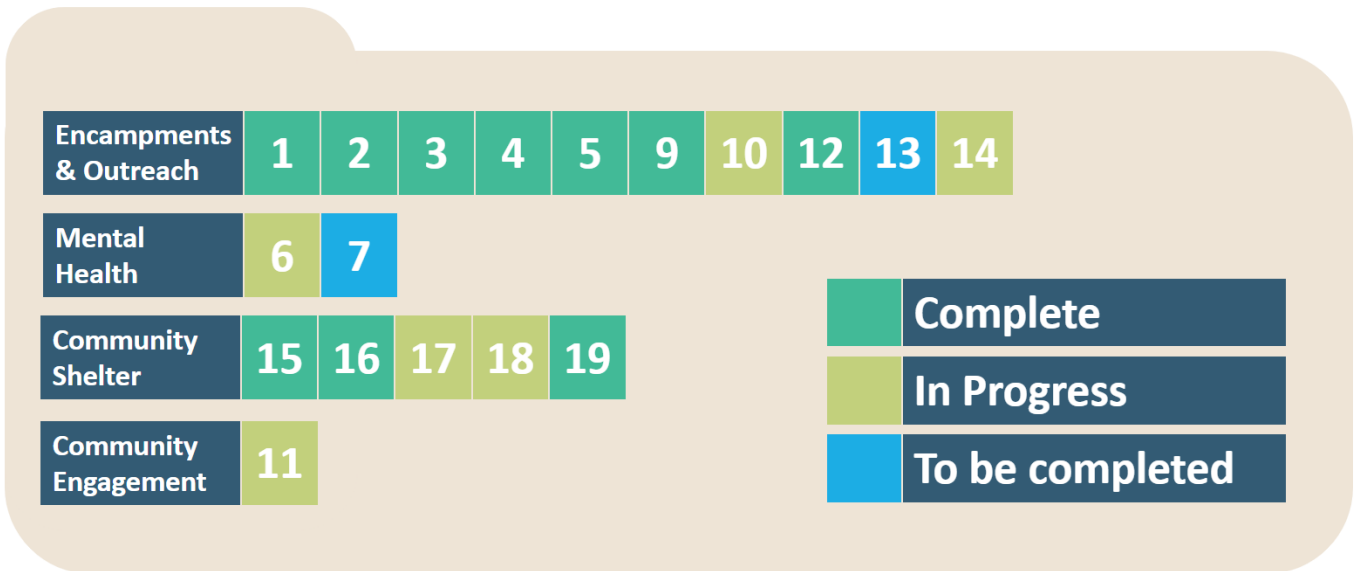 Encampments
& Outreach
1 2 3 4 5 9 10 12 13 14
Mental
Health
6 7
Community
Shelter
15 16 17 18 19
Community
Engagement
11
Complete
In Progress
To be completed